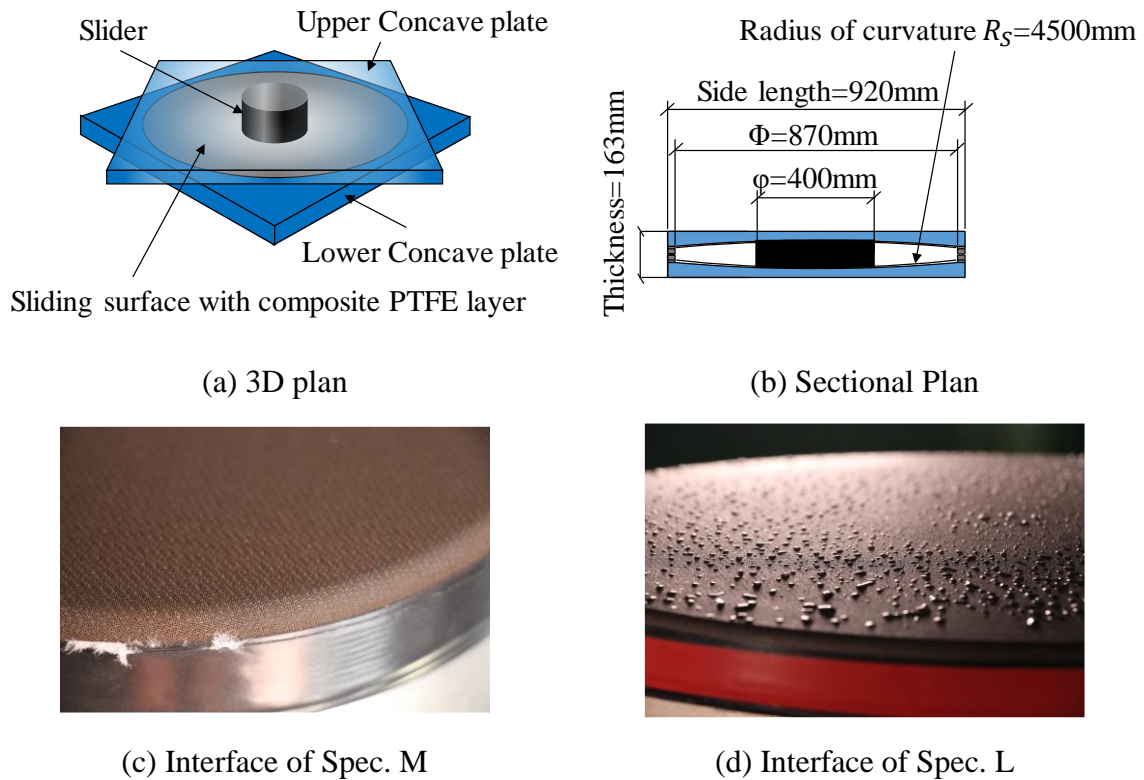 Slider
Upper Concave plate
Lower Concave plate
Sliding surface with composite PTFE layer
(a) 3D plan
Radius of curvature R_S=4500mm
Side length=920mm
Φ=870mm
φ=400mm
Thickness=163mm
(b) Sectional Plan
(c) Interface of Spec. M
(d) Interface of Spec. L